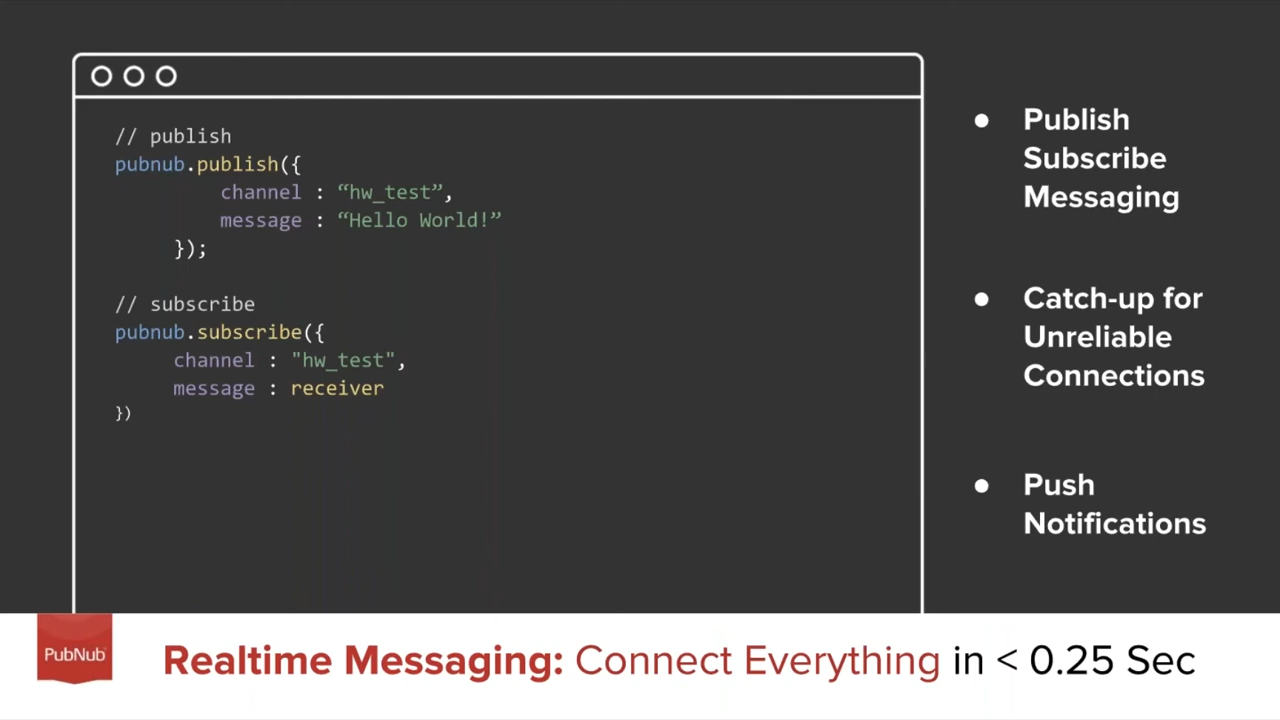 // publish
pubnub.publish({
channel : “hw_test”,
message : “Hello World!”
});
// subscribe
pubnub.subscribe({
channel : "hw_test",
message : receiver
})
● Publish
Subscribe
Messaging
● Catch-up for
Unreliable
Connections
● Push
Notifications
PubNub
Realtime Messaging: Connect Everything in < 0.25 Sec